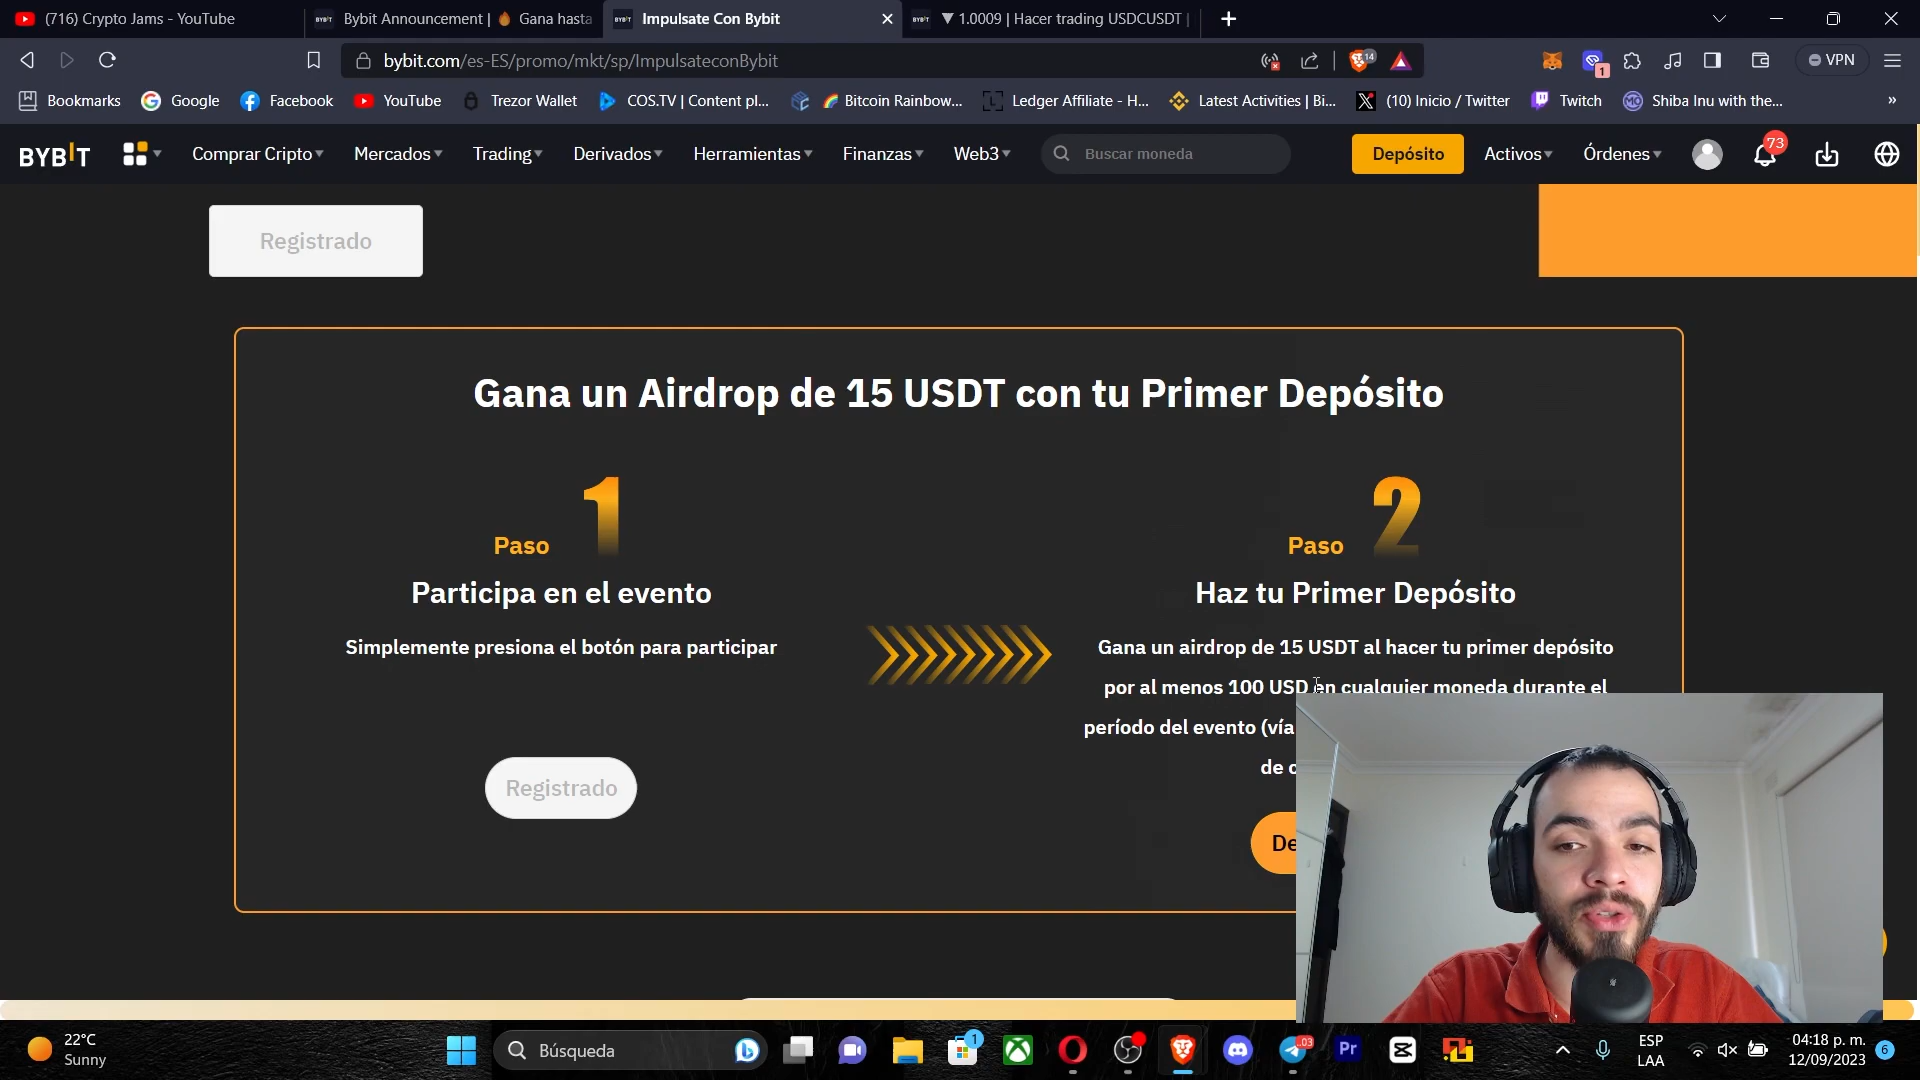 (716) Crypto Jams - YouTube
Bybit Announcement | 🔥 Gana hasta
Impulsate Con Bybit
▼ 1.0009 | Hacer trading USDCUSDT |
bybit.com/es-ES/promo/mkt/sp/ImpulsateconBybit
14
1
VPN
Bookmarks
Google
Facebook
YouTube
Trezor Wallet
COS.TV | Content pl...
Bitcoin Rainbow...
Ledger Affiliate - H...
Latest Activities | Bi...
(10) Inicio / Twitter
Twitch
Shiba Inu with the...
»
BYBIT
Comprar Cripto
Mercados
Trading
Derivados
Herramientas
Finanzas
Web3
Buscar moneda
Depósito
Activos
Órdenes
73
Registrado
Gana un Airdrop de 15 USDT con tu Primer Depósito
Paso 1
Participa en el evento
Simplemente presiona el botón para participar
Registrado
Paso 2
Haz tu Primer Depósito
Gana un airdrop de 15 USDT al hacer tu primer depósito
por al menos 100 USD en cualquier moneda durante el
período del evento (vía
de
De
22°C
Sunny
Búsqueda
1
03
Pr
ESP
LAA
04:18 p. m.
12/09/2023
6